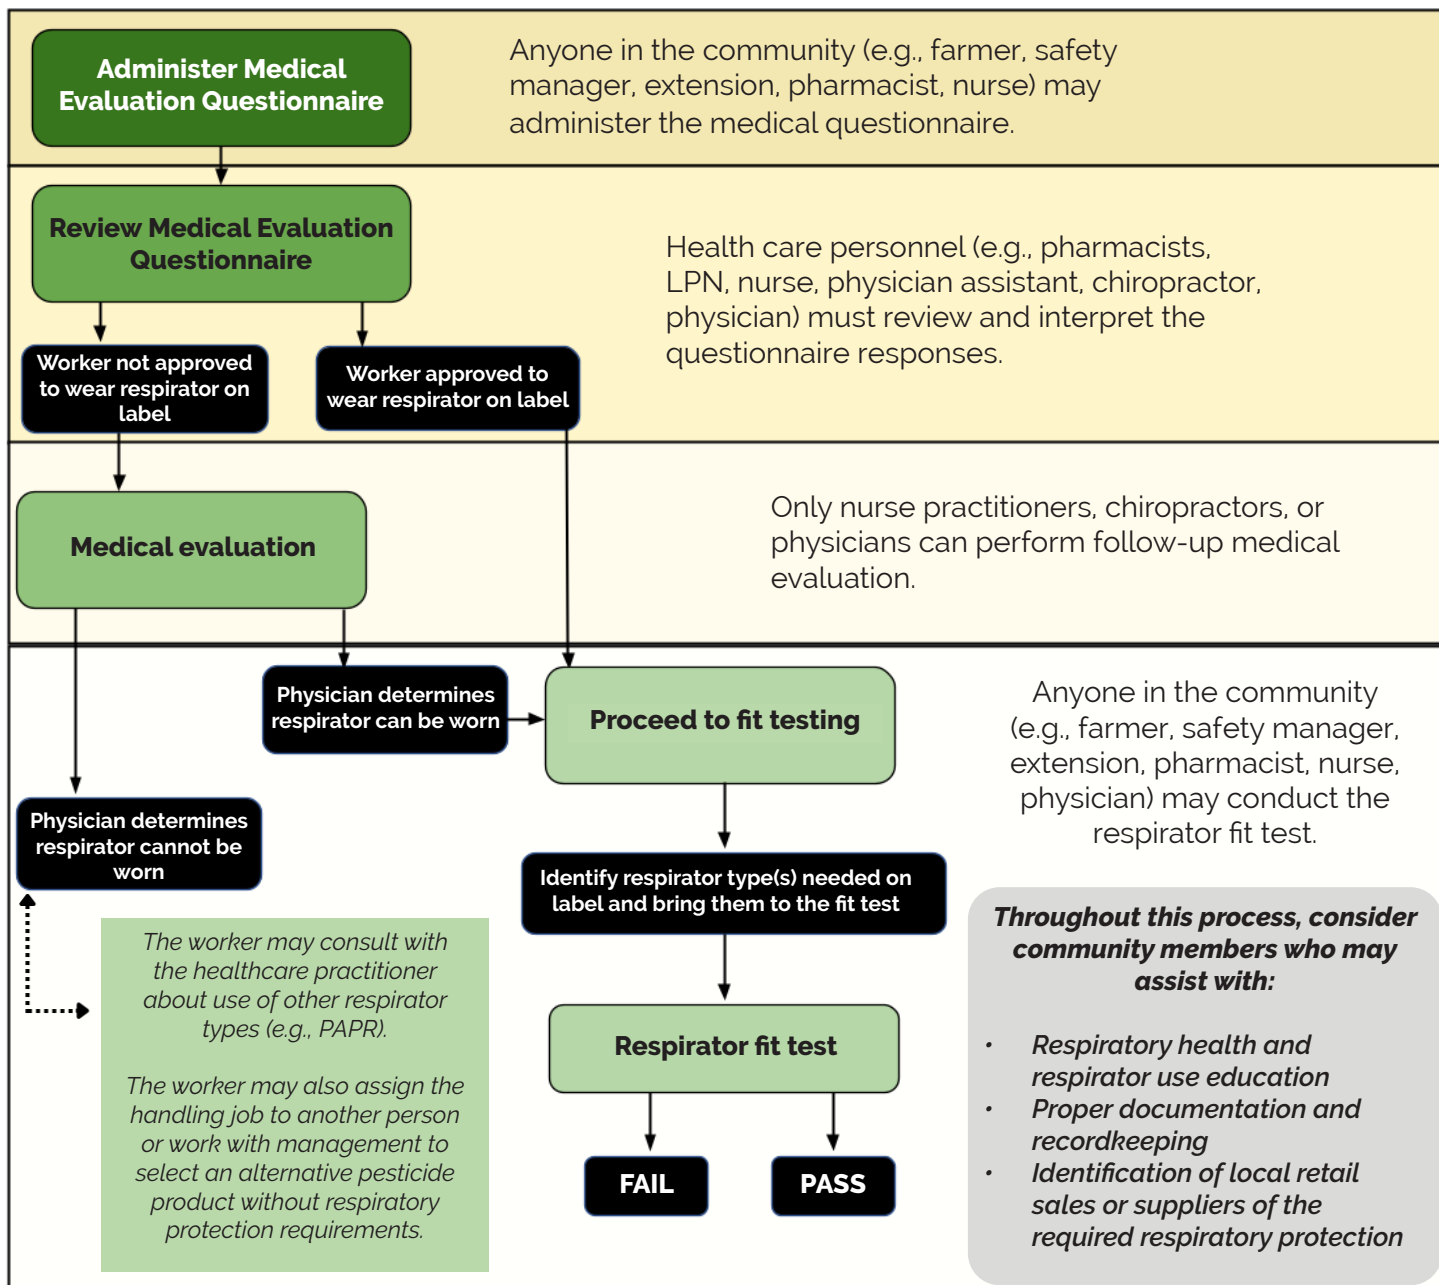 Administer Medical
Evaluation Questionnaire
Anyone in the community (e.g., farmer, safety
manager, extension, pharmacist, nurse) may
administer the medical questionnaire.
Review Medical Evaluation
Questionnaire
Health care personnel (e.g., pharmacists,
LPN, nurse, physician assistant, chiropractor,
physician) must review and interpret the
questionnaire responses.
Worker not approved
to wear respirator on
label
Worker approved to
wear respirator on label
Medical evaluation
Only nurse practitioners, chiropractors, or
physicians can perform follow-up medical
evaluation.
Physician determines
respirator can be worn
Proceed to fit testing
Anyone in the community
(e.g., farmer, safety manager,
extension, pharmacist, nurse,
physician) may conduct the
respirator fit test.
Physician determines
respirator cannot be
worn
Identify respirator type(s) needed on
label and bring them to the fit test
The worker may consult with
the healthcare practitioner
about use of other respirator
types (e.g., PAPR).
The worker may also assign the
handling job to another person
or work with management to
select an alternative pesticide
product without respiratory
protection requirements.
Respirator fit test
FAIL
PASS
Throughout this process, consider
community members who may
assist with:
• Respiratory health and
respirator use education
• Proper documentation and
recordkeeping
• Identification of local retail
sales or suppliers of the
required respiratory protection